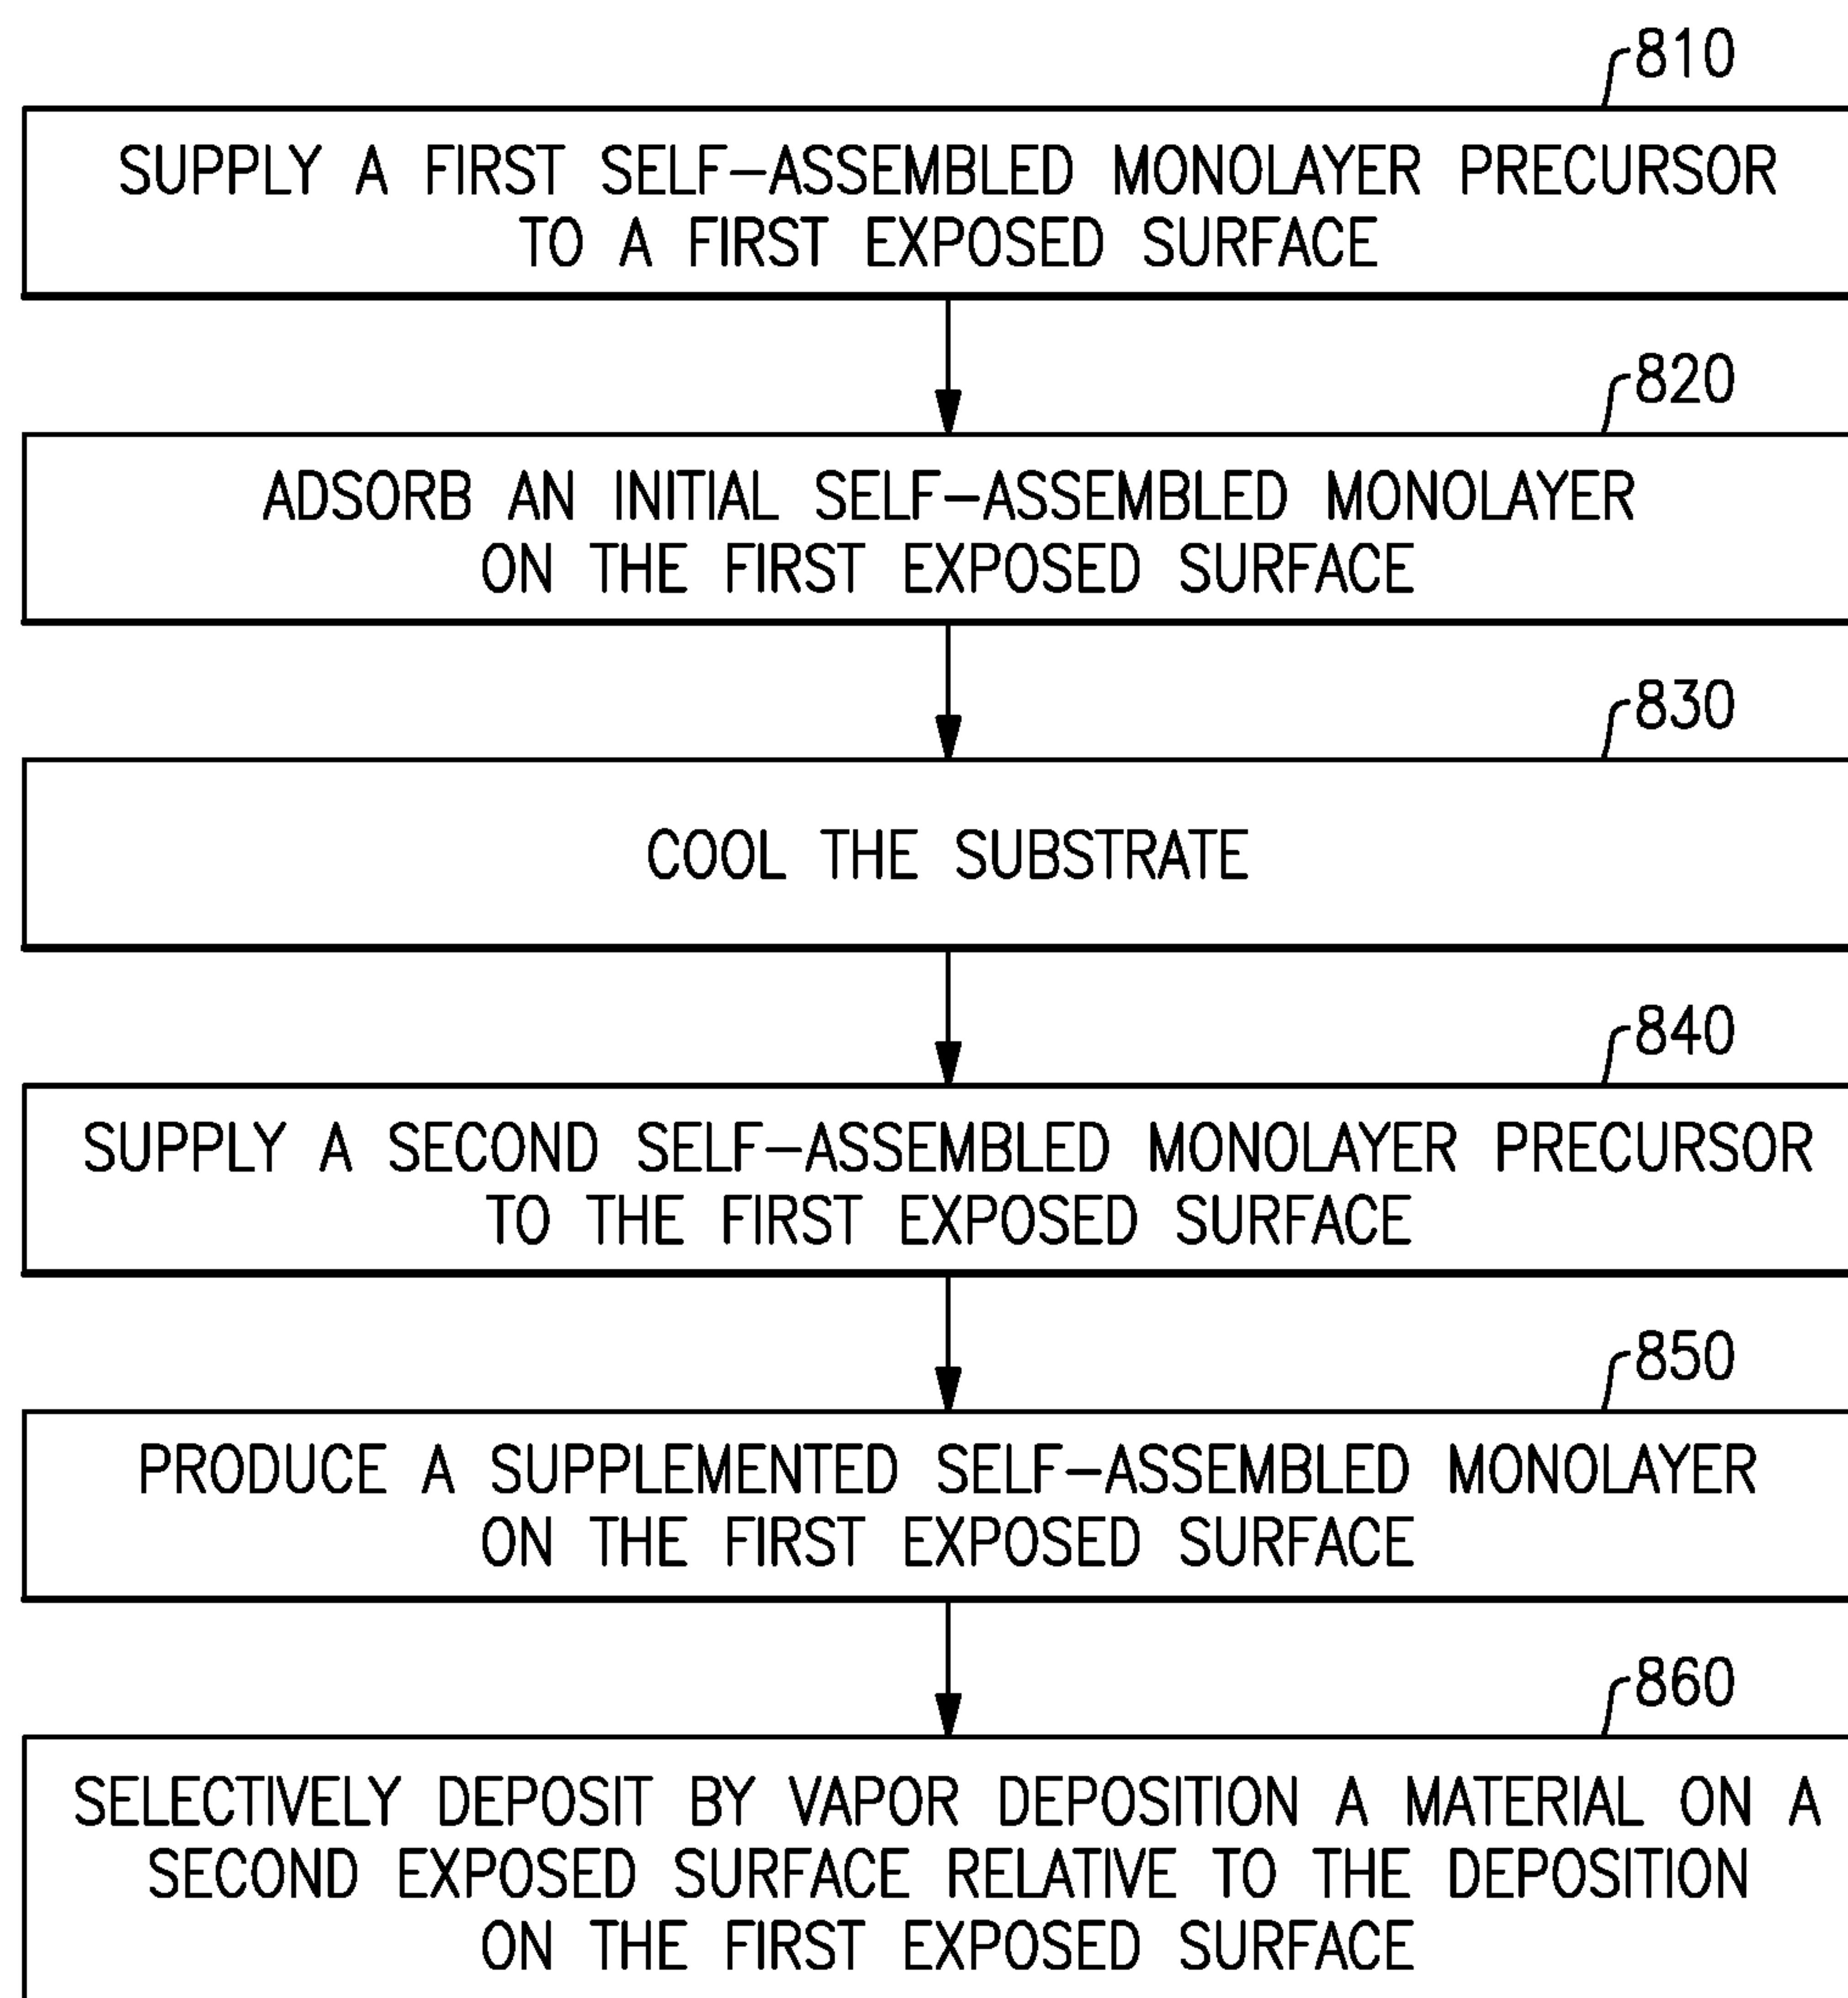 810
SUPPLY A FIRST SELF-ASSEMBLED MONOLAYER PRECURSOR
TO A FIRST EXPOSED SURFACE
820
ADSORB AN INITIAL SELF-ASSEMBLED MONOLAYER
ON THE FIRST EXPOSED SURFACE
830
COOL THE SUBSTRATE
840
SUPPLY A SECOND SELF-ASSEMBLED MONOLAYER PRECURSOR
TO THE FIRST EXPOSED SURFACE
850
PRODUCE A SUPPLEMENTED SELF-ASSEMBLED MONOLAYER
ON THE FIRST EXPOSED SURFACE
860
SELECTIVELY DEPOSIT BY VAPOR DEPOSITION A MATERIAL ON A
SECOND EXPOSED SURFACE RELATIVE TO THE DEPOSITION
ON THE FIRST EXPOSED SURFACE